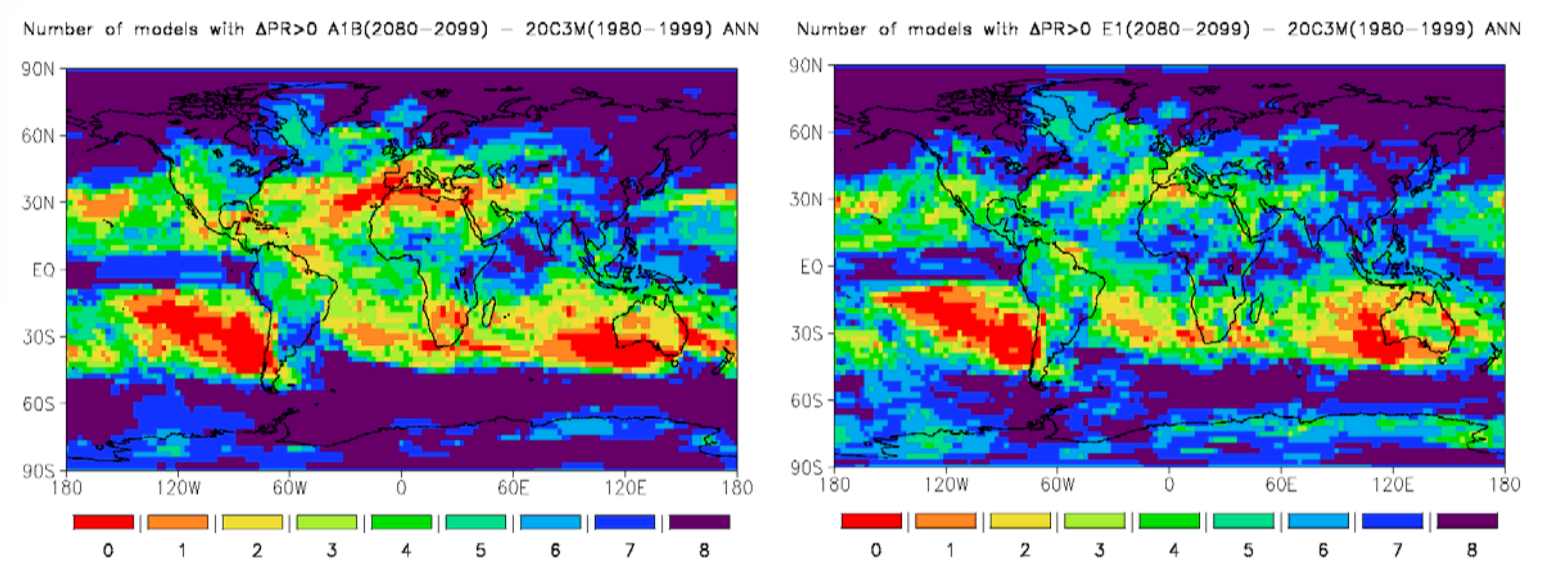 Number of models with ΔPR>0 A1B(2080−2099) − 20C3M(1980−1999) ANN
90N
60N
30N
EQ
30S
60S
90S
180 120W 60W 0 60E 120E 180
0 1 2 3 4 5 6 7 8
Number of models with ΔPR>0 E1(2080−2099) − 20C3M(1980−1999) ANN
90N
60N
30N
EQ
30S
60S
90S
180 120W 60W 0 60E 120E 180
0 1 2 3 4 5 6 7 8